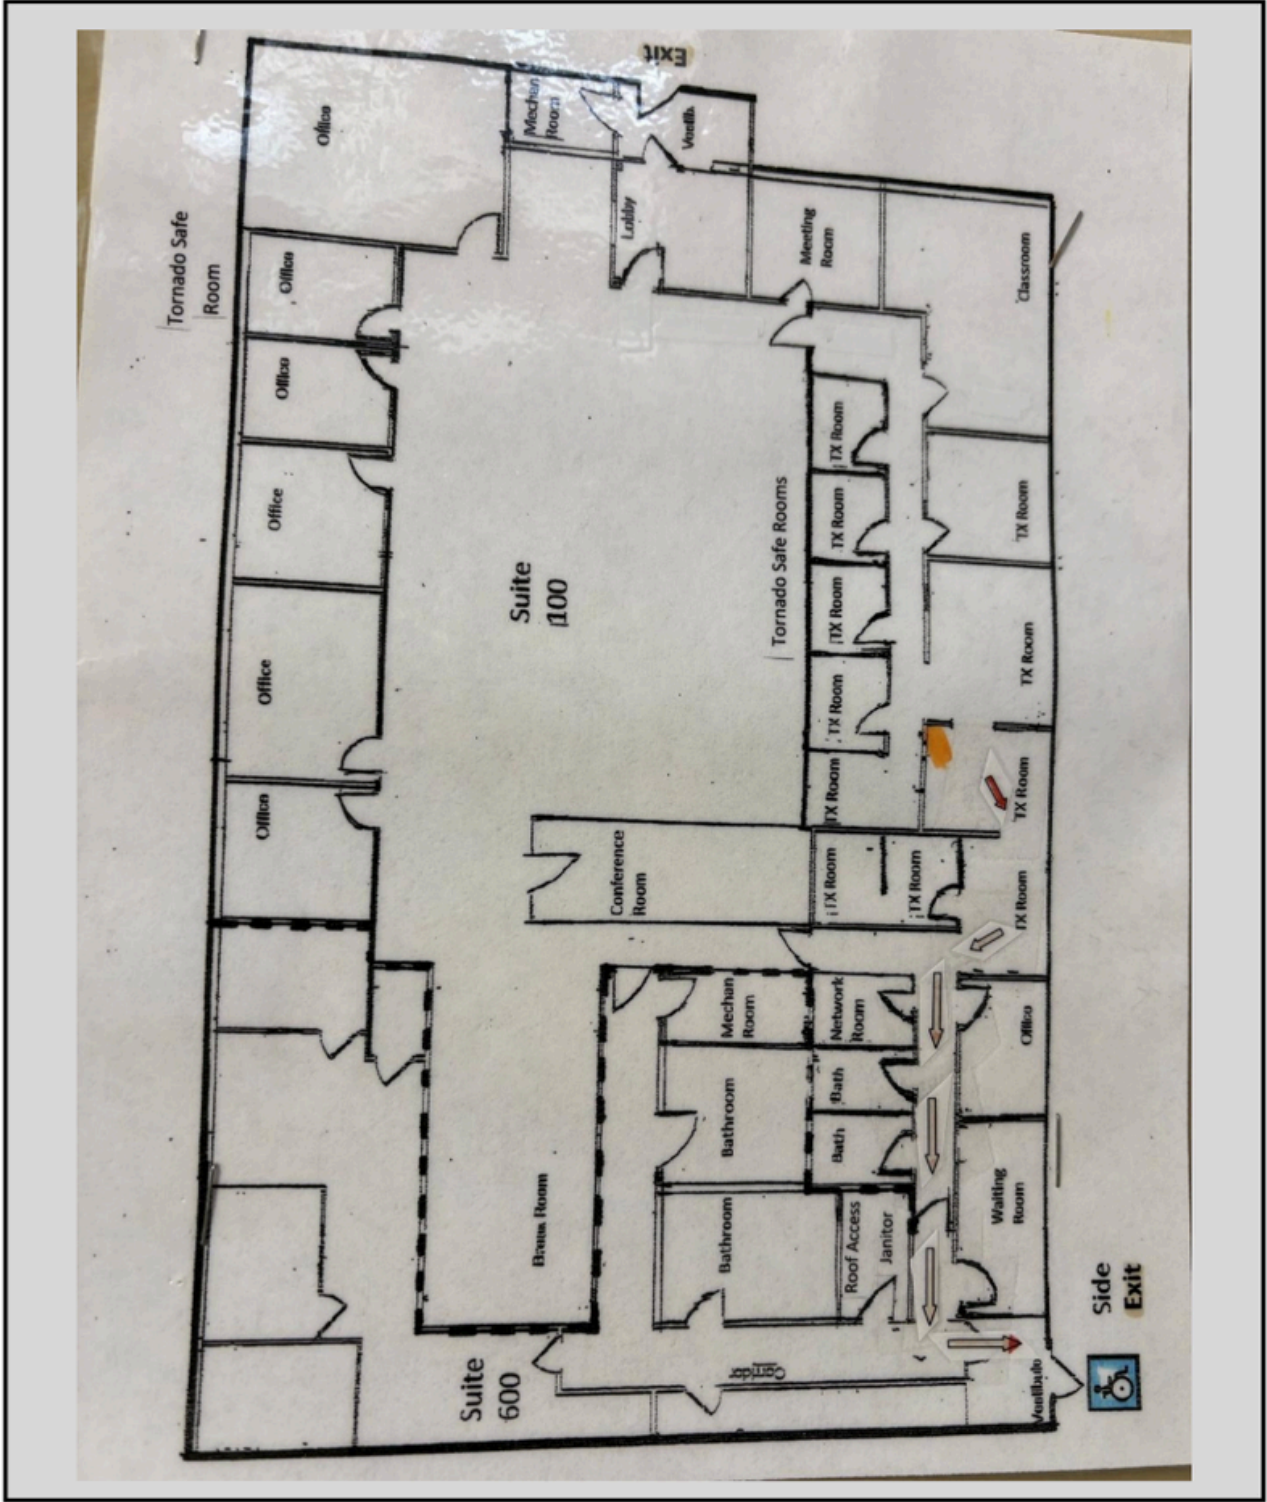 Exit
Office
Mechan
Room
Vestib.
Lobby
Tornado Safe
Room
Office
Meeting
Room
Classroom
Office
TX Room
Office
TX Room
TX Room
Tornado Safe Rooms
Suite
100
TX Room
TX Room
Office
TX Room
TX Room
TX Room
Office
Conference
Room
TX Room
TX Room
TX Room
Mechan
Room
Network
Room
Office
Bathroom
Bath
Bath
Room
Bathroom
Roof Access
Janitor
Waiting
Room
Side
Exit
Suite
600
Corridor
Vestibule